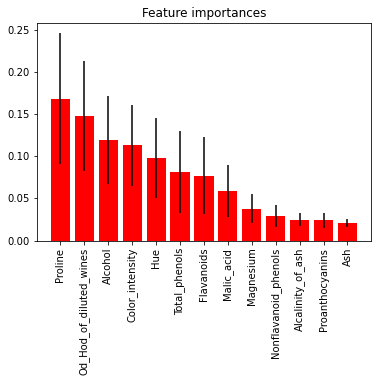 Feature importances
0.25
0.20
0.15
0.10
0.05
0.00
Proline
Od_Hod_of_diluted_wines
Alcohol
Color_intensity
Hue
Total_phenols
Flavanoids
Malic_acid
Magnesium
Nonflavanoid_phenols
Alcalinity_of_ash
Proanthocyanins
Ash